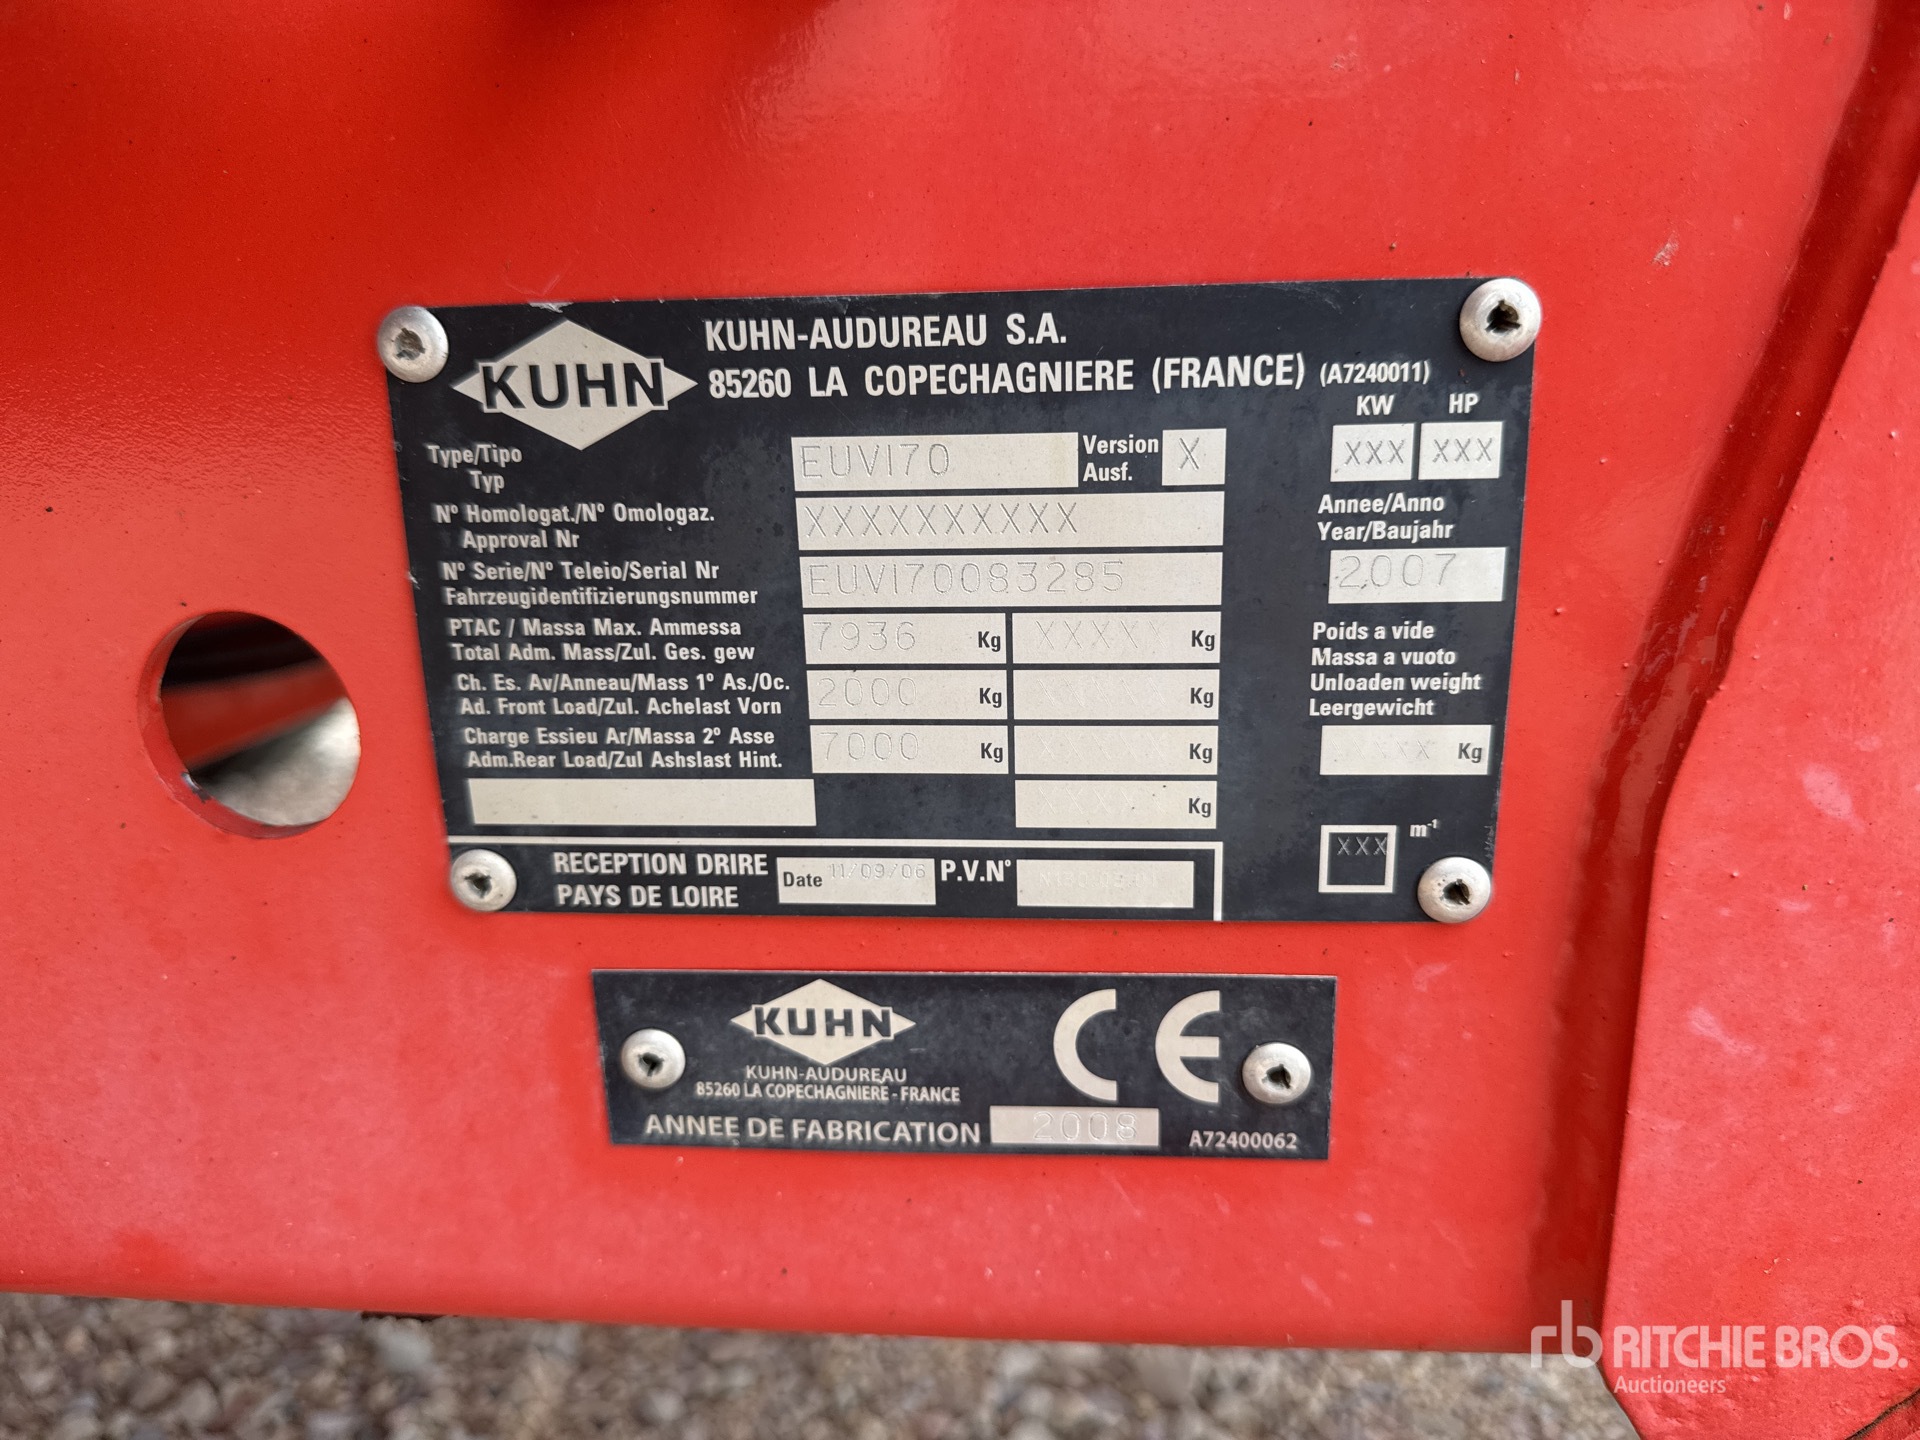 KUHN
KUHN-AUDUREAU S.A.
85260 LA COPECHAGNIERE (FRANCE) (A7240011)
KW HP
Type/Tipo
Typ
EUV170
Version
Ausf.
X
XXX XXX
N° Homologat./N° Omologaz.
Approval Nr
XXXXXXXXXX
Annee/Anno
Year/Baujahr
2007
N° Serie/N° Teleio/Serial Nr
Fahrzeugidentifizierungsnummer
EUV170083285
PTAC / Massa Max. Ammessa
Total Adm. Mass/Zul. Ges. gew
7936 Kg XXXXX Kg
Poids a vide
Massa a vuoto
Unloaden weight
Leergewicht
Kg
Ch. Es. Av/Anneau/Mass 1° As./Oc.
Ad. Front Load/Zul. Achelast Vorn
2000 Kg
Charge Essieu Ar/Massa 2° Asse
Adm.Rear Load/Zul Ashslast Hint.
7000 Kg
Kg
XXX m-1
RECEPTION DRIRE
PAYS DE LOIRE
Date 11/09/06 P.V.N°
KUHN
KUHN-AUDUREAU
85260 LA COPECHAGNIERE - FRANCE
CE
ANNEE DE FABRICATION 2008 A72400062
rb RITCHIE BROS.
Auctioneers